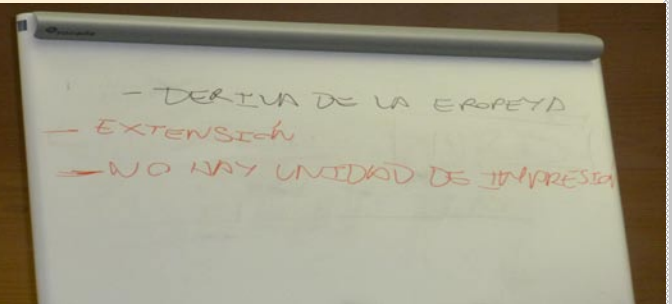 - DERIVA DE LA EPOPEYA
- EXTENSIÓN
- NO HAY UNIDAD DE IMPRESIÓN